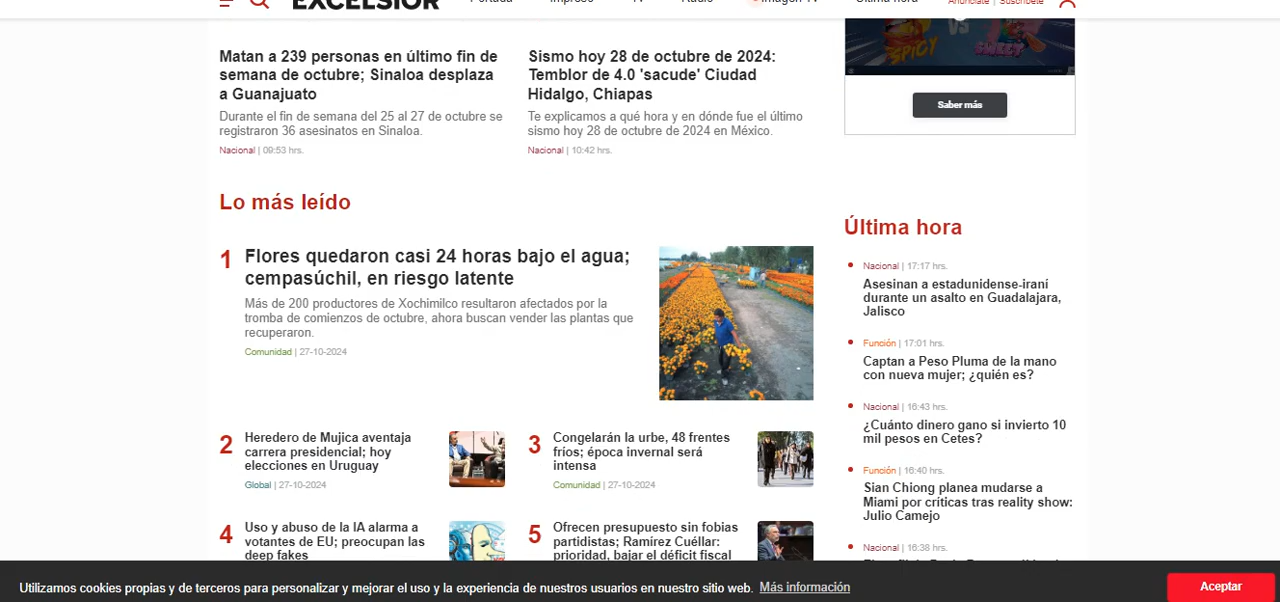 EXCELSIOR
Portada Impreso TV Radio Imagen TV Última hora Anúnciate | Suscríbete
Matan a 239 personas en último fin de
semana de octubre; Sinaloa desplaza
a Guanajuato
Durante el fin de semana del 25 al 27 de octubre se
registraron 36 asesinatos en Sinaloa.
Nacional | 09:53 hrs.
Sismo hoy 28 de octubre de 2024:
Temblor de 4.0 'sacude' Ciudad
Hidalgo, Chiapas
Te explicamos a qué hora y en dónde fue el último
sismo hoy 28 de octubre de 2024 en México.
Nacional | 10:42 hrs.
SPICY
VS
SWEET
Saber más
Lo más leído
1 Flores quedaron casi 24 horas bajo el agua;
cempasúchil, en riesgo latente
Más de 200 productores de Xochimilco resultaron afectados por la
tromba de comienzos de octubre, ahora buscan vender las plantas que
recuperaron.
Comunidad | 27-10-2024
2 Heredero de Mujica aventaja
carrera presidencial; hoy
elecciones en Uruguay
Global | 27-10-2024
3 Congelarán la urbe, 48 frentes
fríos; época invernal será
intensa
Comunidad | 27-10-2024
4 Uso y abuso de la IA alarma a
votantes de EU; preocupan las
deep fakes
5 Ofrecen presupuesto sin fobias
partidistas; Ramírez Cuéllar:
prioridad, bajar el déficit fiscal
Última hora
Nacional | 17:17 hrs.
Asesinan a estadunidense-iraní
durante un asalto en Guadalajara,
Jalisco
Función | 17:01 hrs.
Captan a Peso Pluma de la mano
con nueva mujer; ¿quién es?
Nacional | 16:43 hrs.
¿Cuánto dinero gano si invierto 10
mil pesos en Cetes?
Función | 16:40 hrs.
Sian Chiong planea mudarse a
Miami por críticas tras reality show:
Julio Camejo
Nacional | 16:38 hrs.
Utilizamos cookies propias y de terceros para personalizar y mejorar el uso y la experiencia de nuestros usuarios en nuestro sitio web. Más información
Aceptar